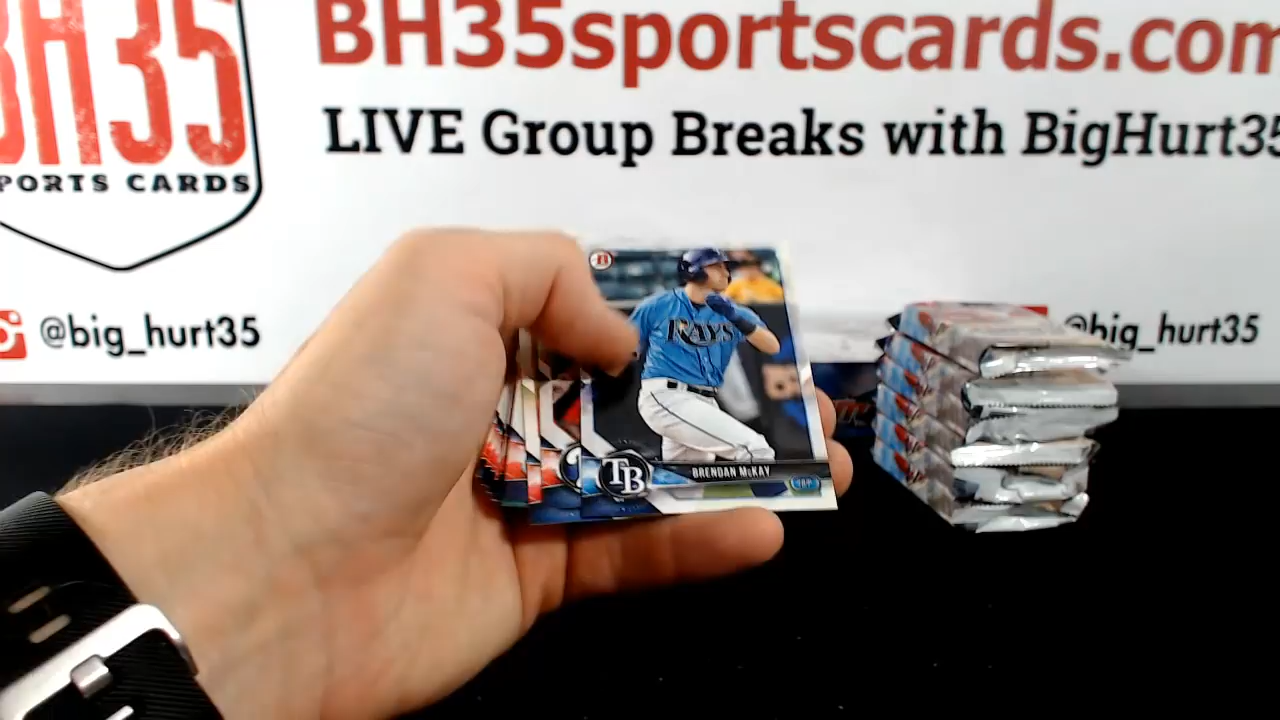 BH35
PORTS CARDS
BH35sportscards.com
LIVE Group Breaks with BigHurt35
@big_hurt35
@big_hurt35
B
RAYS
TB
BRENDAN McKAY